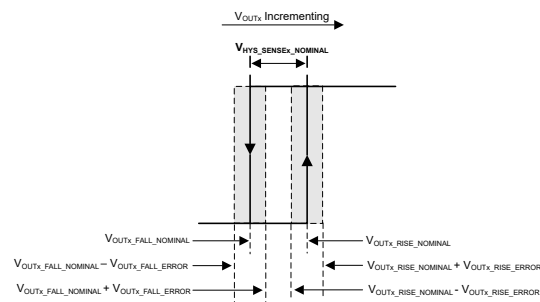 VOUTx Incrementing
VHYS_SENSEx_NOMINAL
VOUTx_FALL_NOMINAL
VOUTx_RISE_NOMINAL
VOUTx_FALL_NOMINAL – VOUTx_FALL_ERROR
VOUTx_RISE_NOMINAL + VOUTx_RISE_ERROR
VOUTx_FALL_NOMINAL + VOUTx_FALL_ERROR
VOUTx_RISE_NOMINAL - VOUTx_RISE_ERROR